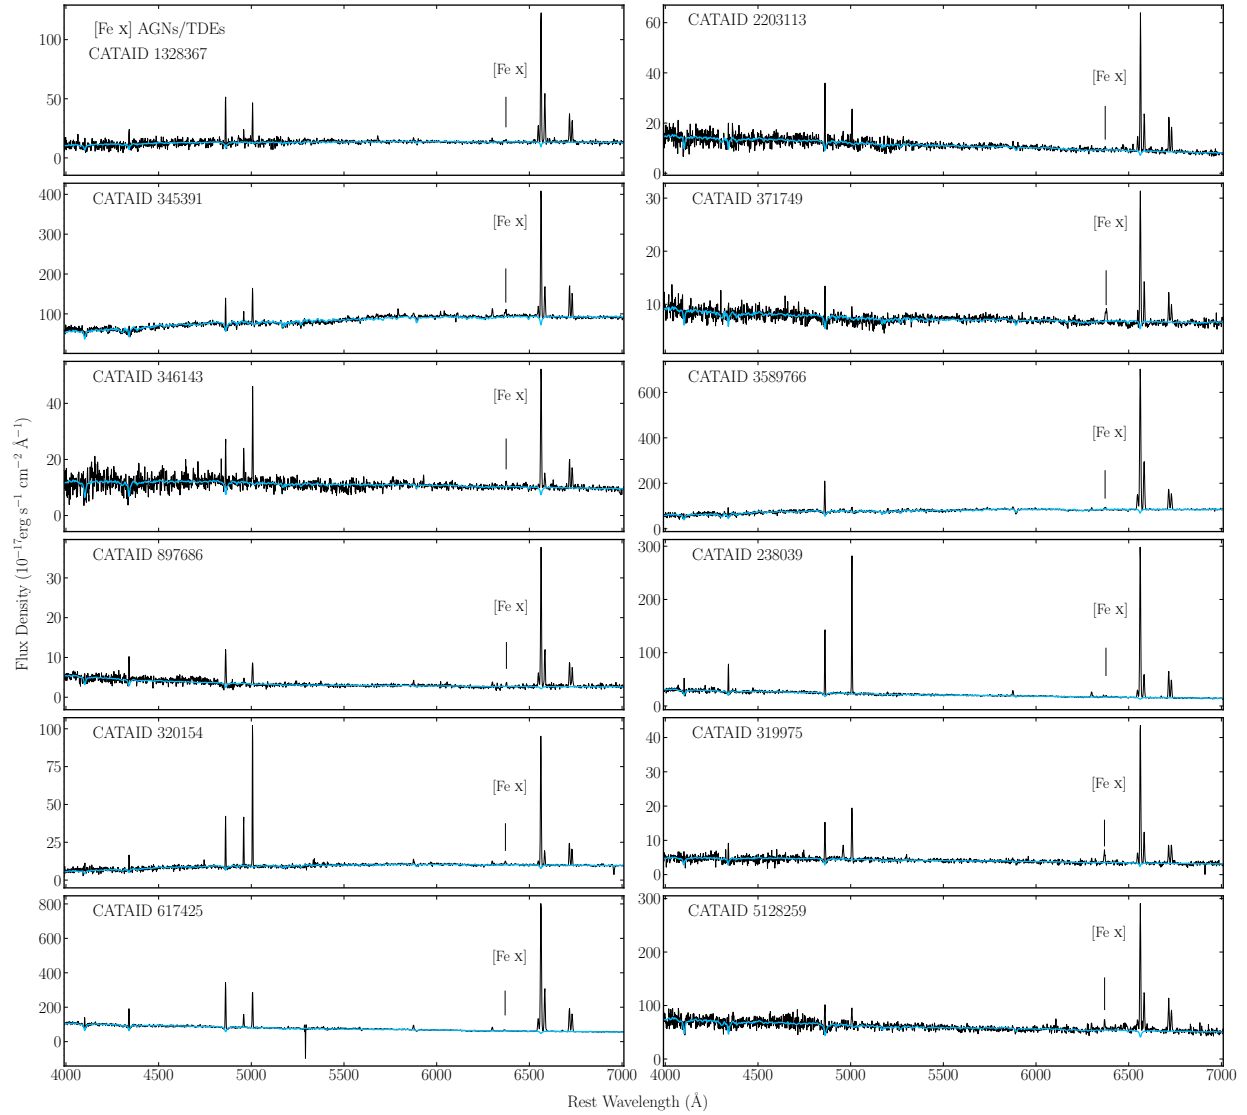 [Fe x] AGNs/TDEs
CATAID 1328367
[Fe x]
0
50
100
CATAID 2203113
[Fe x]
0
20
40
60
CATAID 345391
[Fe x]
100
200
300
400
CATAID 371749
[Fe x]
10
20
30
CATAID 346143
[Fe x]
0
20
40
CATAID 3589766
[Fe x]
0
200
400
600
CATAID 897686
[Fe x]
0
10
20
30
CATAID 238039
[Fe x]
0
100
200
300
CATAID 320154
[Fe x]
0
25
50
75
100
CATAID 319975
[Fe x]
0
10
20
30
40
CATAID 617425
[Fe x]
0
200
400
600
800
CATAID 5128259
[Fe x]
0
100
200
300
4000 4500 5000 5500 6000 6500 7000
4000 4500 5000 5500 6000 6500 7000
Flux Density (10⁻¹⁷erg s⁻¹ cm⁻² Å⁻¹)
Rest Wavelength (Å)